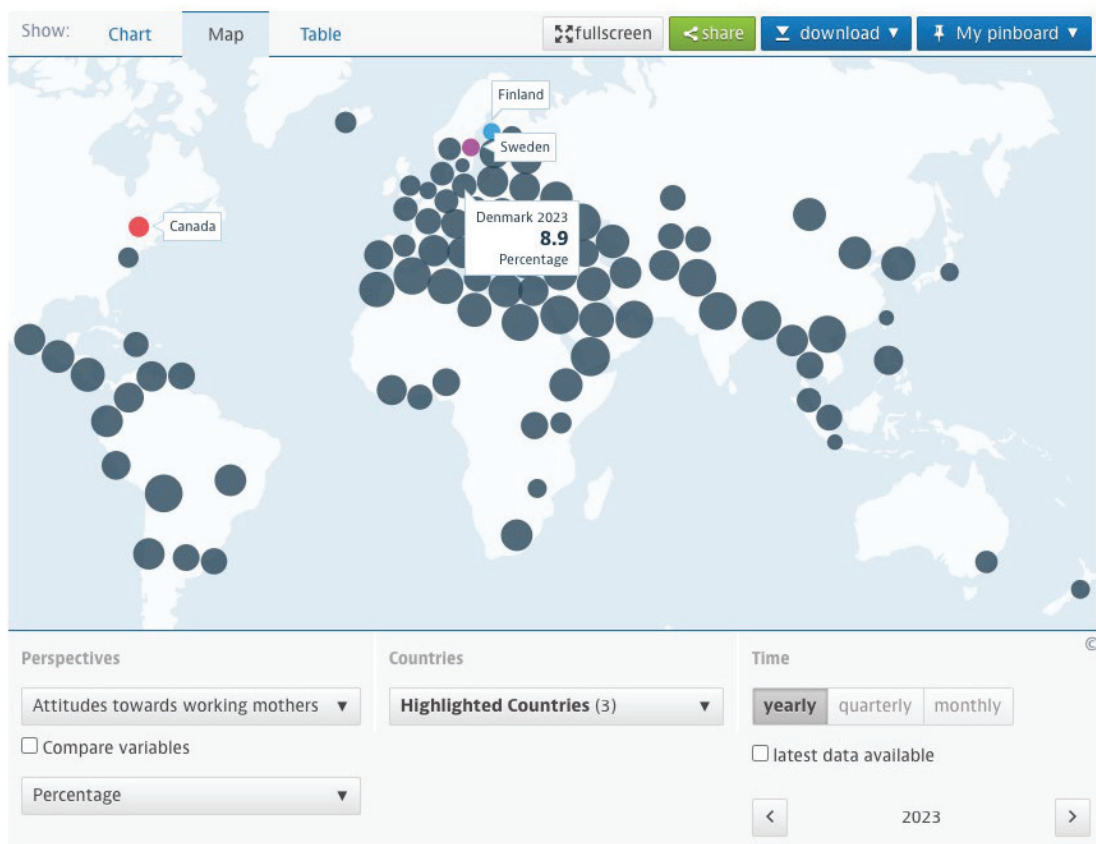 Show: Chart Map Table fullscreen share download ▼ My pinboard ▼
Finland
Sweden
Canada
Denmark 2023
8.9
Percentage
©
Perspectives Countries Time
Attitudes towards working mothers ▼ Highlighted Countries (3) ▼ yearly quarterly monthly
Compare variables latest data available
Percentage ▼ < 2023 >